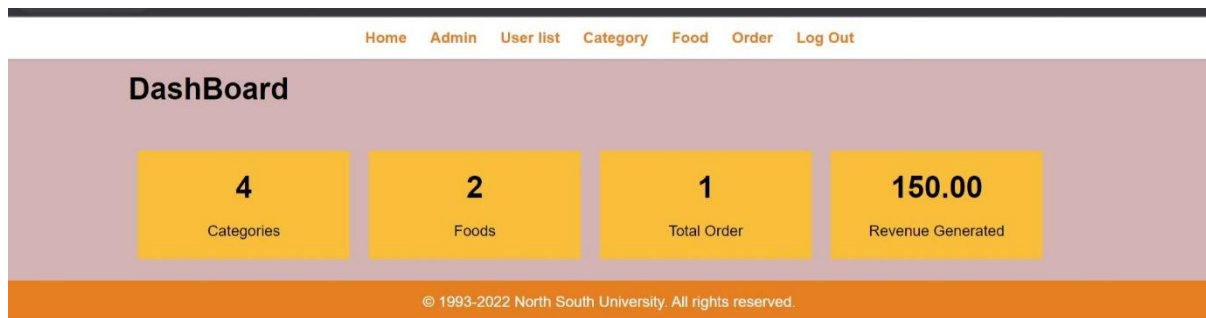 Home Admin User list Category Food Order Log Out
DashBoard
4 2 1 150.00
Categories Foods Total Order Revenue Generated
© 1993-2022 North South University. All rights reserved.